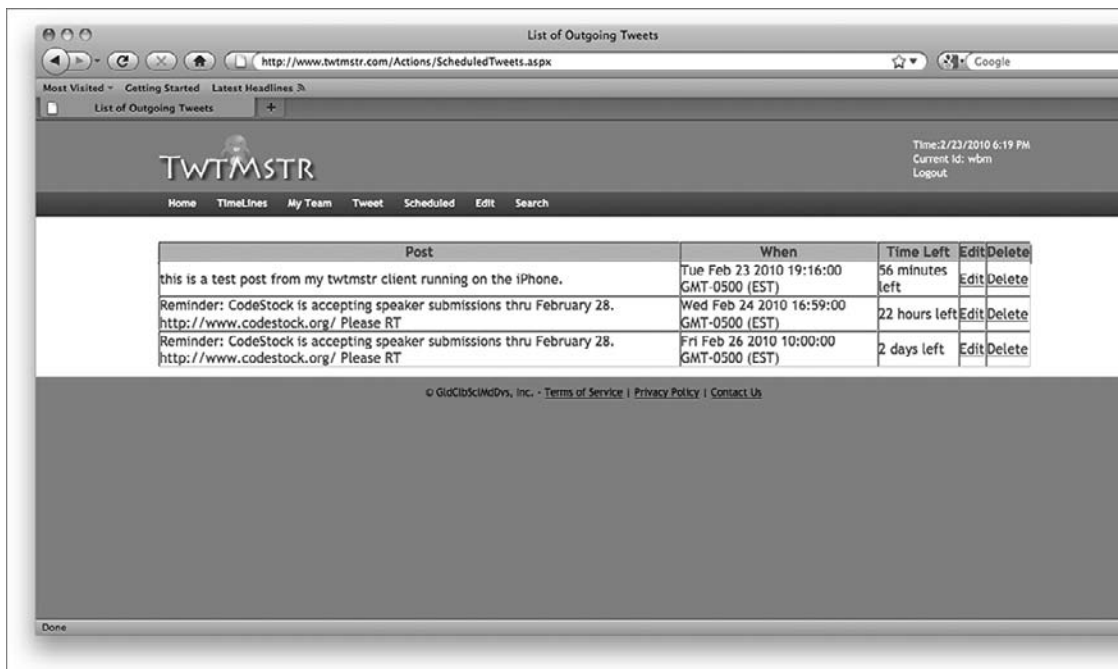 List of Outgoing Tweets
http://www.twtmstr.com/Actions/ScheduledTweets.aspx
Google
Most Visited Getting Started Latest Headlines
List of Outgoing Tweets +
TWTMSTR
Time:2/23/2010 6:19 PM
Current Id: wbm
Logout
Home TimeLines My Team Tweet Scheduled Edit Search
Post When Time Left Edit Delete
this is a test post from my twtmstr client running on the iPhone. Tue Feb 23 2010 19:16:00 56 minutes
GMT-0500 (EST) left Edit Delete
Reminder: CodeStock is accepting speaker submissions thru February 28. Wed Feb 24 2010 16:59:00 22 hours left Edit Delete
http://www.codestock.org/ Please RT GMT-0500 (EST)
Reminder: CodeStock is accepting speaker submissions thru February 28. Fri Feb 26 2010 10:00:00 2 days left Edit Delete
http://www.codestock.org/ Please RT GMT-0500 (EST)
© GldClbSciMdDvs, Inc. - Terms of Service | Privacy Policy | Contact Us
Done